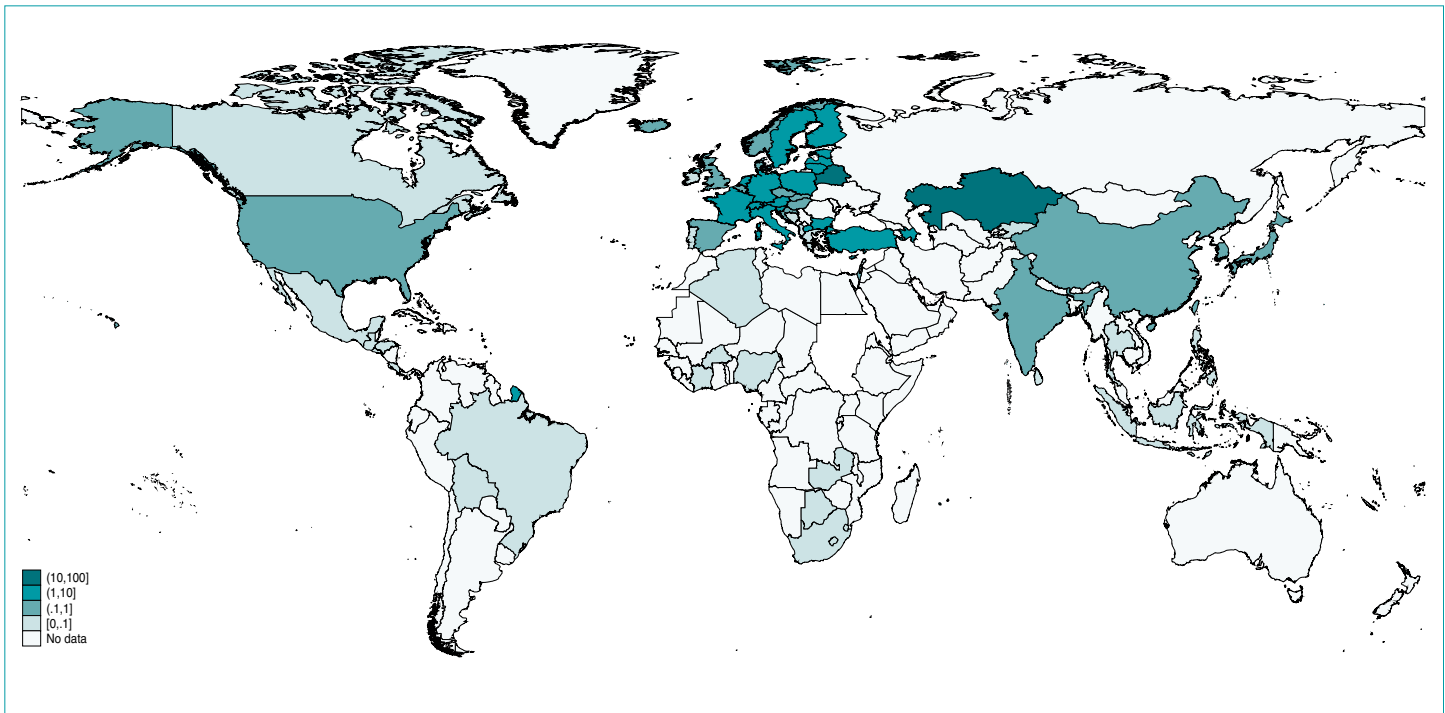 (10,100]
(1,10]
(.1,1]
[0,.1]
No data